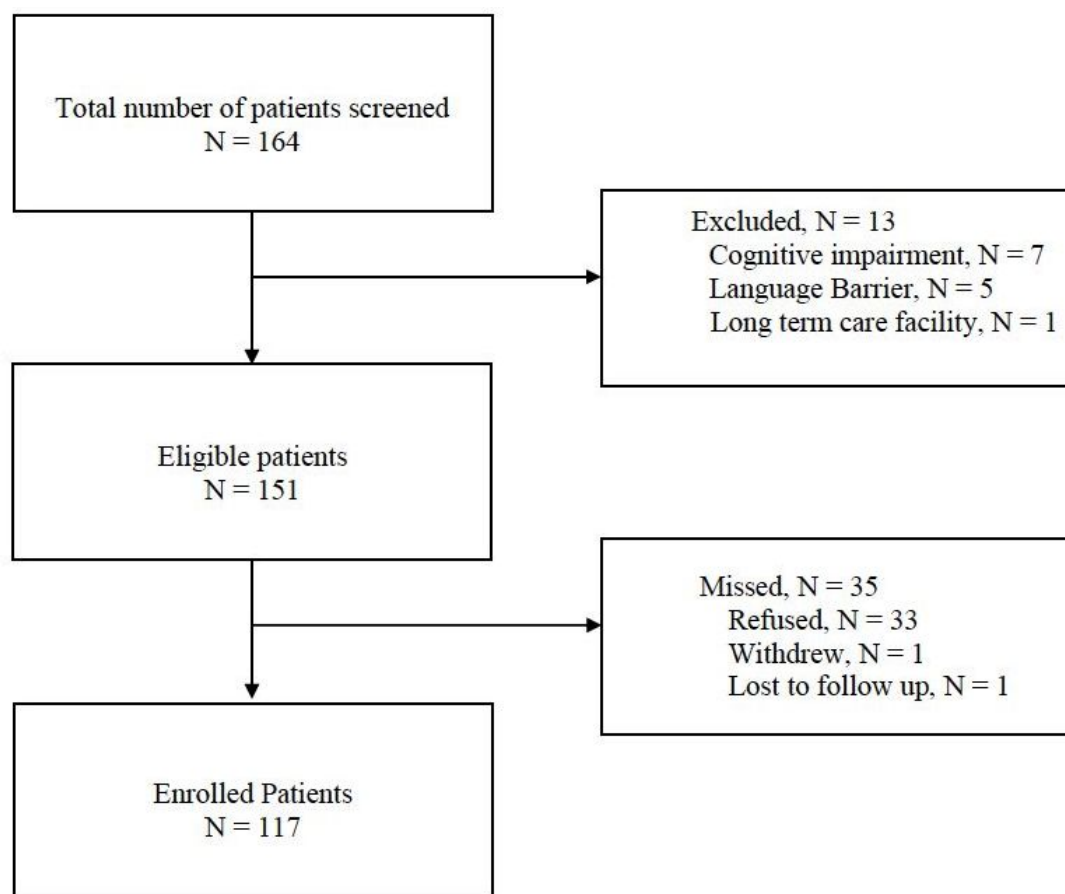 Total number of patients screened
N = 164
Excluded, N = 13
Cognitive impairment, N = 7
Language Barrier, N = 5
Long term care facility, N = 1
Eligible patients
N = 151
Missed, N = 35
Refused, N = 33
Withdrew, N = 1
Lost to follow up, N = 1
Enrolled Patients
N = 117